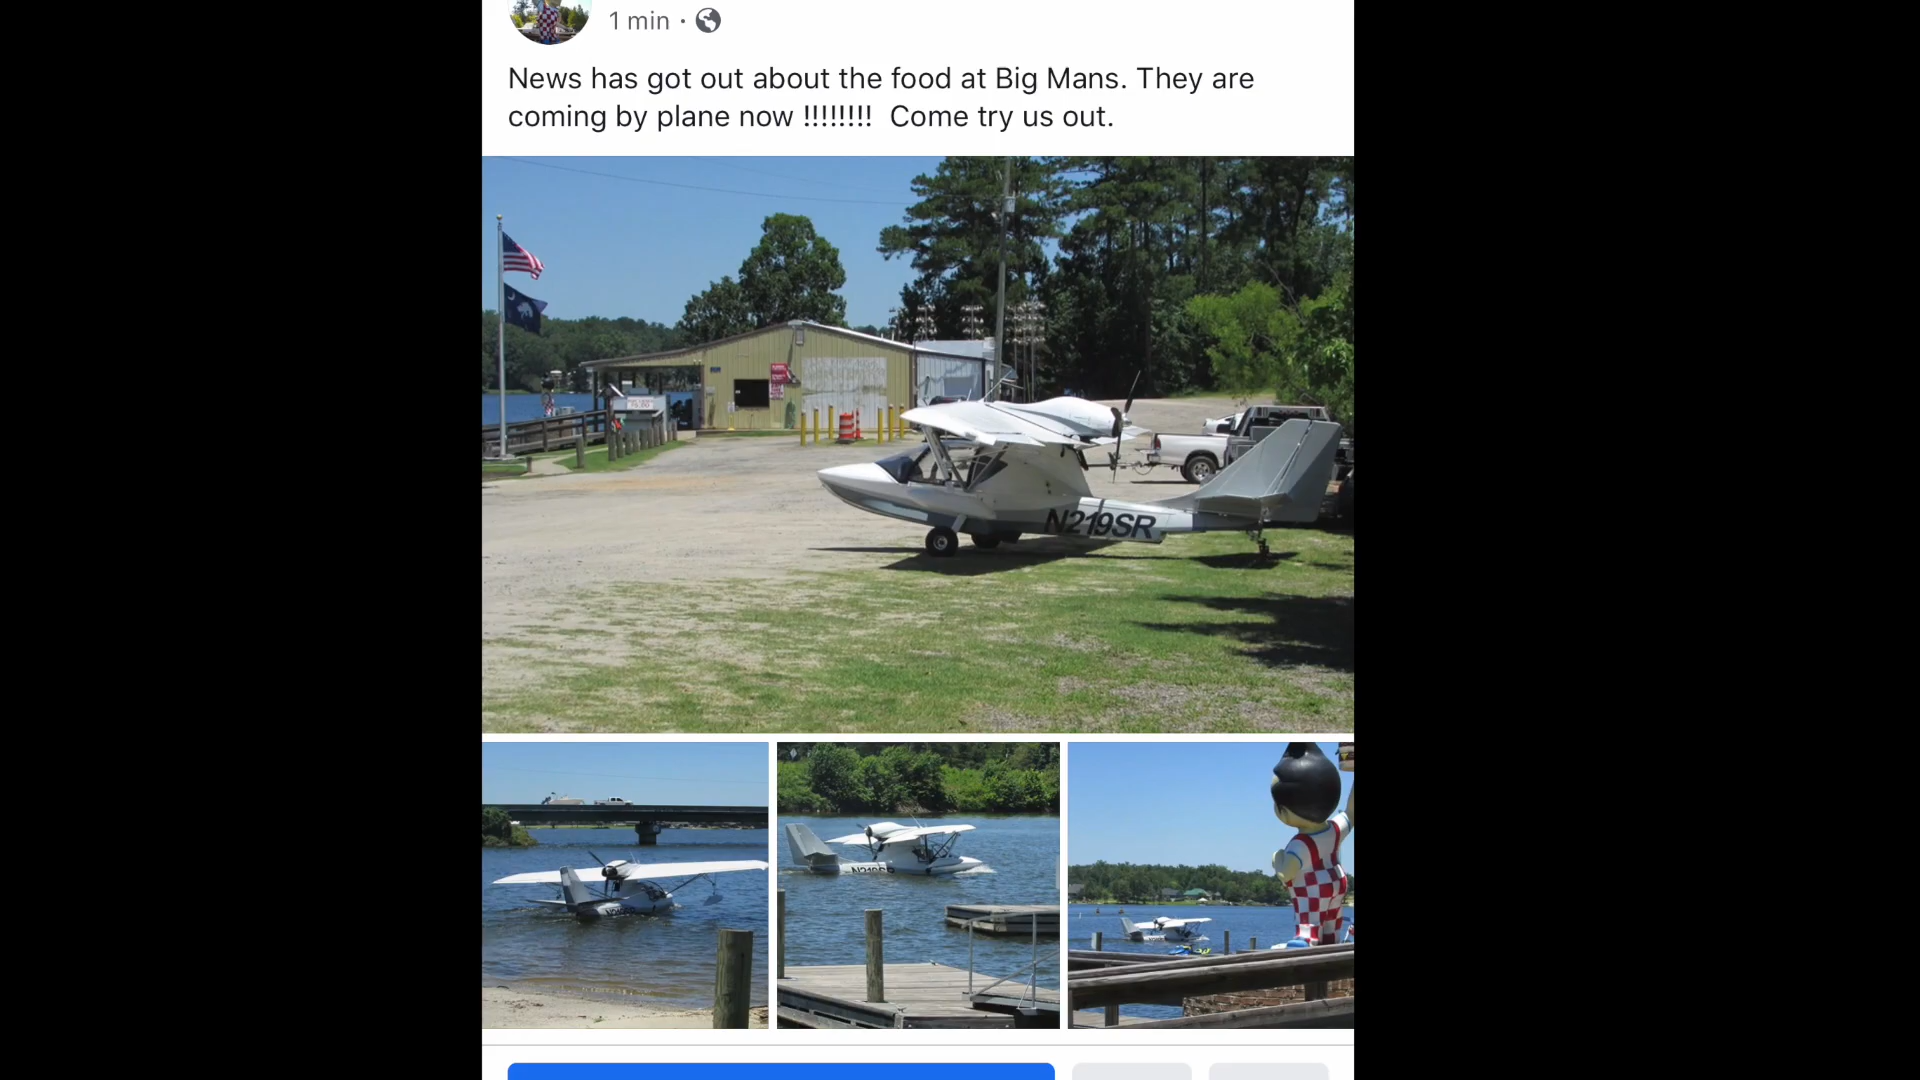 1 min ·
News has got out about the food at Big Mans. They are
coming by plane now !!!!!!!!  Come try us out.
N219SR